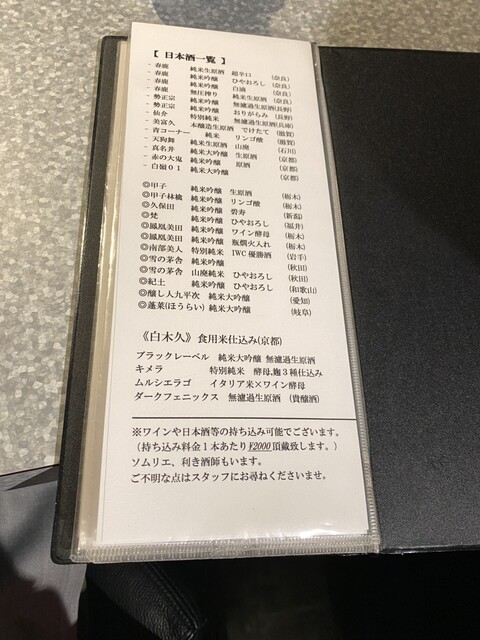 【 日本酒一覧 】
- 春鹿 純米生原酒 超辛口 (奈良)
- 春鹿 純米吟醸 ひやおろし (奈良)
- 春鹿 純米吟醸 白滴 (奈良)
- 春鹿 無圧搾り 純米生原酒 (奈良)
- 勢正宗 純米吟醸 無濾過生原酒(長野)
- 勢正宗 純米吟醸 おりがらみ (長野)
- 仙介 特別純米 無濾過生原酒(兵庫)
- 美富久 本醸造生原酒 でけたて (滋賀)
- 青コーナー 純米 リンゴ酸 (滋賀)
- 天狗舞 純米生原酒 山廃 (石川)
- 真名井 純米大吟醸 生原酒 (京都)
- 赤の大鬼 純米吟醸 原酒 (京都)
- 白嶺01 純米大吟醸 (京都)
◎甲子 純米吟醸 生原酒 (栃木)
◎甲子林檎 純米吟醸 リンゴ酸 (栃木)
◎久保田 純米吟醸 碧寿 (新潟)
◎梵 純米吟醸 ひやおろし (福井)
◎鳳凰美田 純米吟醸 ワイン酵母 (栃木)
◎鳳凰美田 純米吟醸 瓶燗火入れ (栃木)
◎南部美人 特別純米 IWC優勝酒 (岩手)
◎雪の茅舎 純米吟醸 (秋田)
◎雪の茅舎 山廃純米 ひやおろし (秋田)
◎紀土 純米吟醸 ひやおろし (和歌山)
◎醸し人九平次 純米大吟醸 (愛知)
◎蓬莱(ほうらい) 純米大吟醸 (岐阜)
《白木久》食用米仕込み(京都)
ブラックレーベル 純米大吟醸 無濾過生原酒
キメラ 特別純米 酵母,麹3種仕込み
ムルシエラゴ イタリア米×ワイン酵母
ダークフェニックス 無濾過生原酒 (貴醸酒)
※ワインや日本酒等の持ち込み可能でございます。
(持ち込み料金1本あたり¥2000頂戴致します。)
ソムリエ、利き酒師もいます。
ご不明な点はスタッフにお尋ねくださいませ。